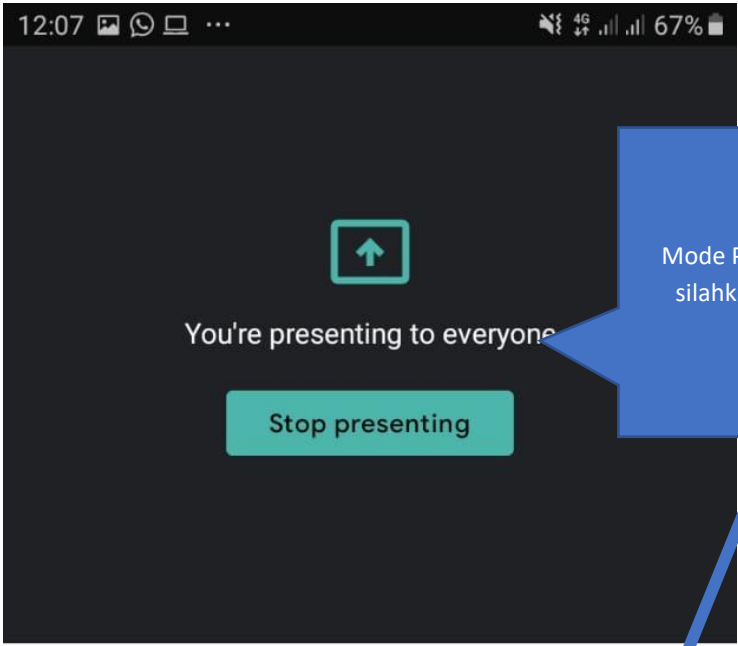 12:07 ... 4G 67%
You're presenting to everyone
Mode
silahk
Stop presenting